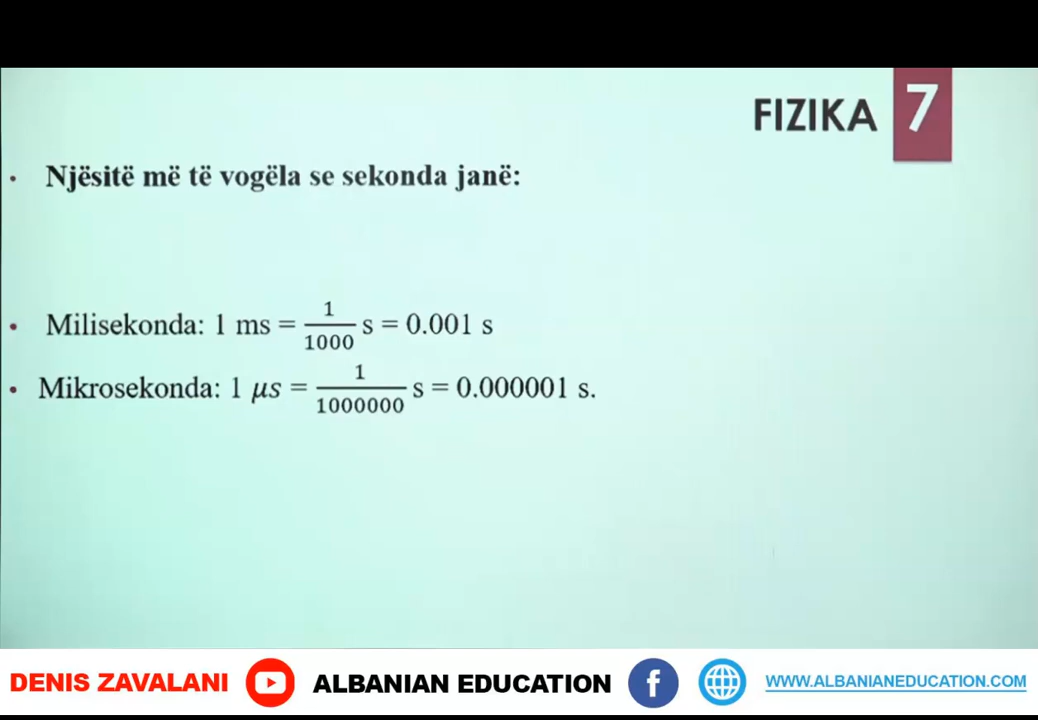 FIZIKA 7
• Njësitë më të vogëla se sekonda janë:
• Milisekonda: 1 ms = 1/1000 s = 0.001 s
• Mikrosekonda: 1 μs = 1/1000000 s = 0.000001 s.
DENIS ZAVALANI ALBANIAN EDUCATION f WWW.ALBANIANEDUCATION.COM